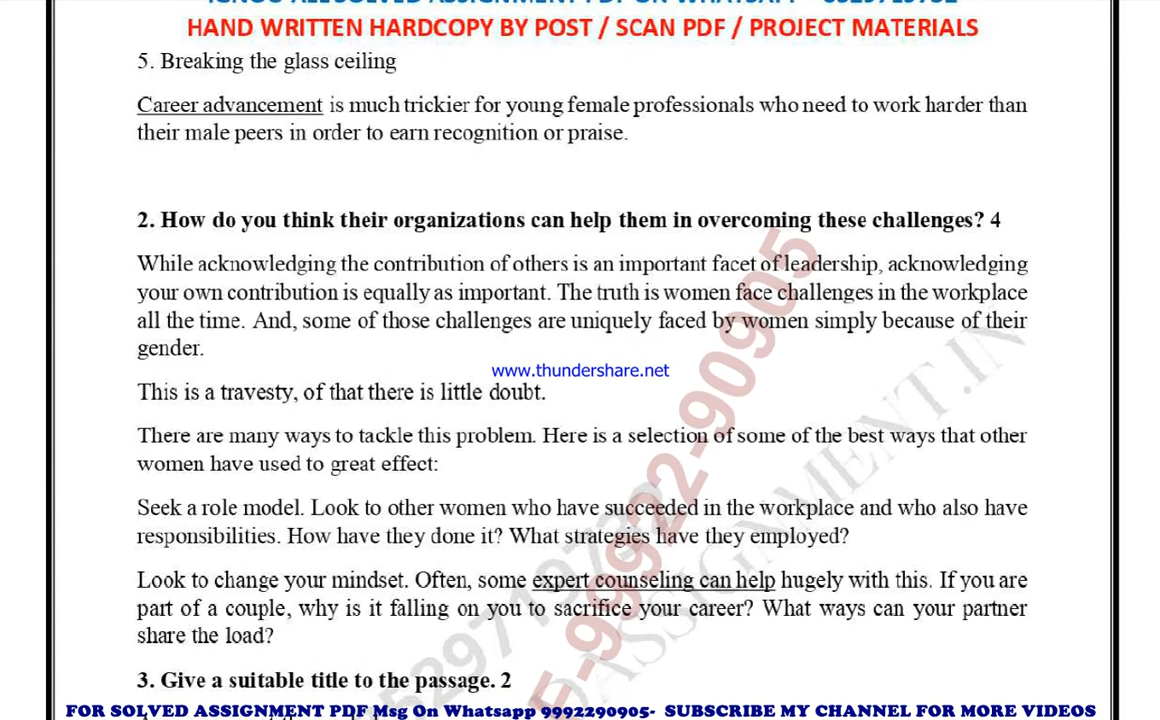 HAND WRITTEN HARDCOPY BY POST / SCAN PDF / PROJECT MATERIALS
5. Breaking the glass ceiling
Career advancement is much trickier for young female professionals who need to work harder than
their male peers in order to earn recognition or praise.
2. How do you think their organizations can help them in overcoming these challenges? 4
While acknowledging the contribution of others is an important facet of leadership, acknowledging
your own contribution is equally as important. The truth is women face challenges in the workplace
all the time. And, some of those challenges are uniquely faced by women simply because of their
gender.
www.thundershare.net
This is a travesty, of that there is little doubt.
There are many ways to tackle this problem. Here is a selection of some of the best ways that other
women have used to great effect:
Seek a role model. Look to other women who have succeeded in the workplace and who also have
responsibilities. How have they done it? What strategies have they employed?
Look to change your mindset. Often, some expert counseling can help hugely with this. If you are
part of a couple, why is it falling on you to sacrifice your career? What ways can your partner
share the load?
3. Give a suitable title to the passage. 2
FOR SOLVED ASSIGNMENT PDF Msg On Whatsapp 9992290905- SUBSCRIBE MY CHANNEL FOR MORE VIDEOS